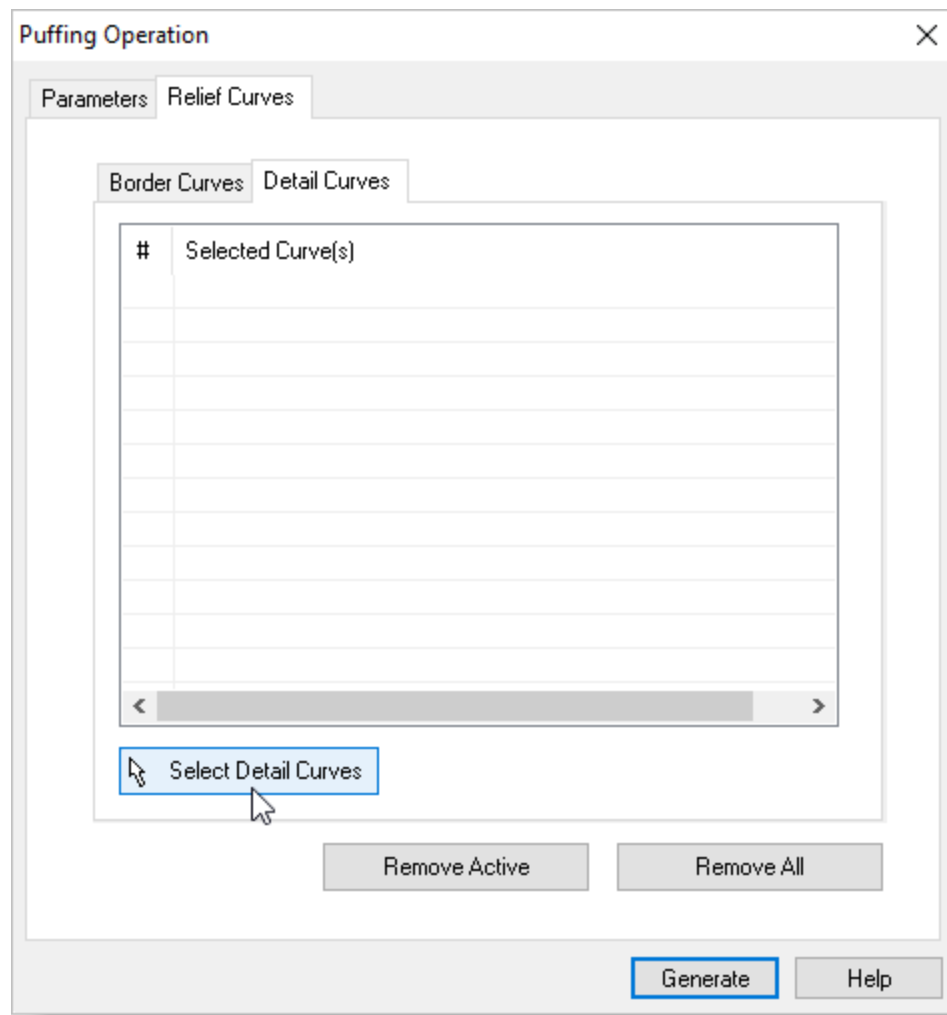 Puffing Operation
Parameters Relief Curves
Border Curves Detail Curves
# Selected Curve(s)
Select Detail Curves
Remove Active Remove All
Generate Help